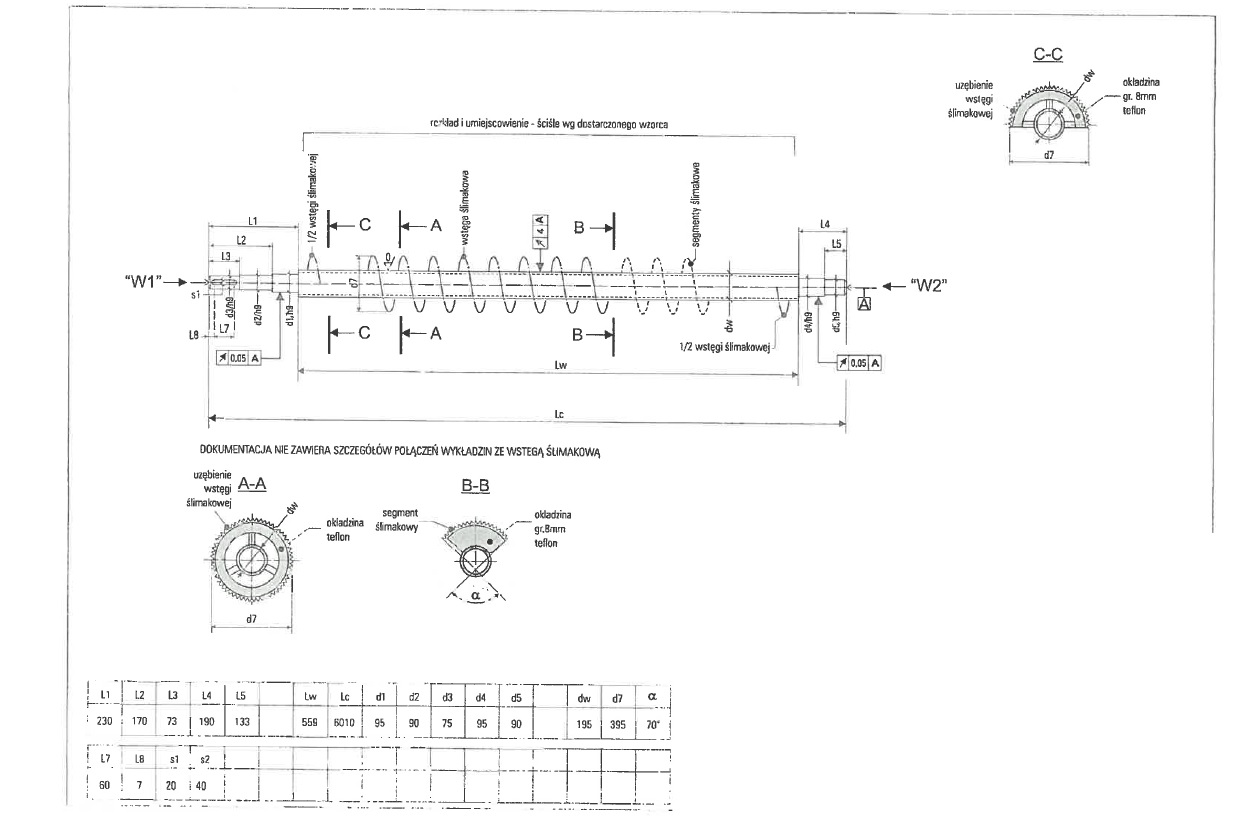 C-C
uzębienie
wstęgi
ślimakowej
dw
okładzina
gr. 8mm
teflon
d7
rozkład i umiejscowienie - ściśle wg dostarczonego wzorca
1/2 wstęgi ślimakowej
wstęga ślimakowa
segmenty ślimakowe
C
A
B
4 A
L1
L2
L3
L4
L5
"W1"
"W2"
s1
d3/h9
d2/h9
d1/h9
d7
0
dw
d4/h9
d5/h9
A
L8
L7
C
A
B
1/2 wstęgi ślimakowej
0.05 A
0.05 A
Lw
Lc
DOKUMENTACJA NIE ZAWIERA SZCZEGÓŁÓW POŁĄCZEŃ WYKŁADZIN ZE WSTEGĄ ŚLIMAKOWĄ
A-A
uzębienie
wstęgi
ślimakowej
dw
okładzina
teflon
d7
B-B
segment
ślimakowy
okładzina
gr.8mm
teflon
α
L1 L2 L3 L4 L5 Lw Lc d1 d2 d3 d4 d5 dw d7 α
230 170 73 190 133 559 6010 95 90 75 95 90 195 395 70°
L7 L8 s1 s2
60 7 20 40